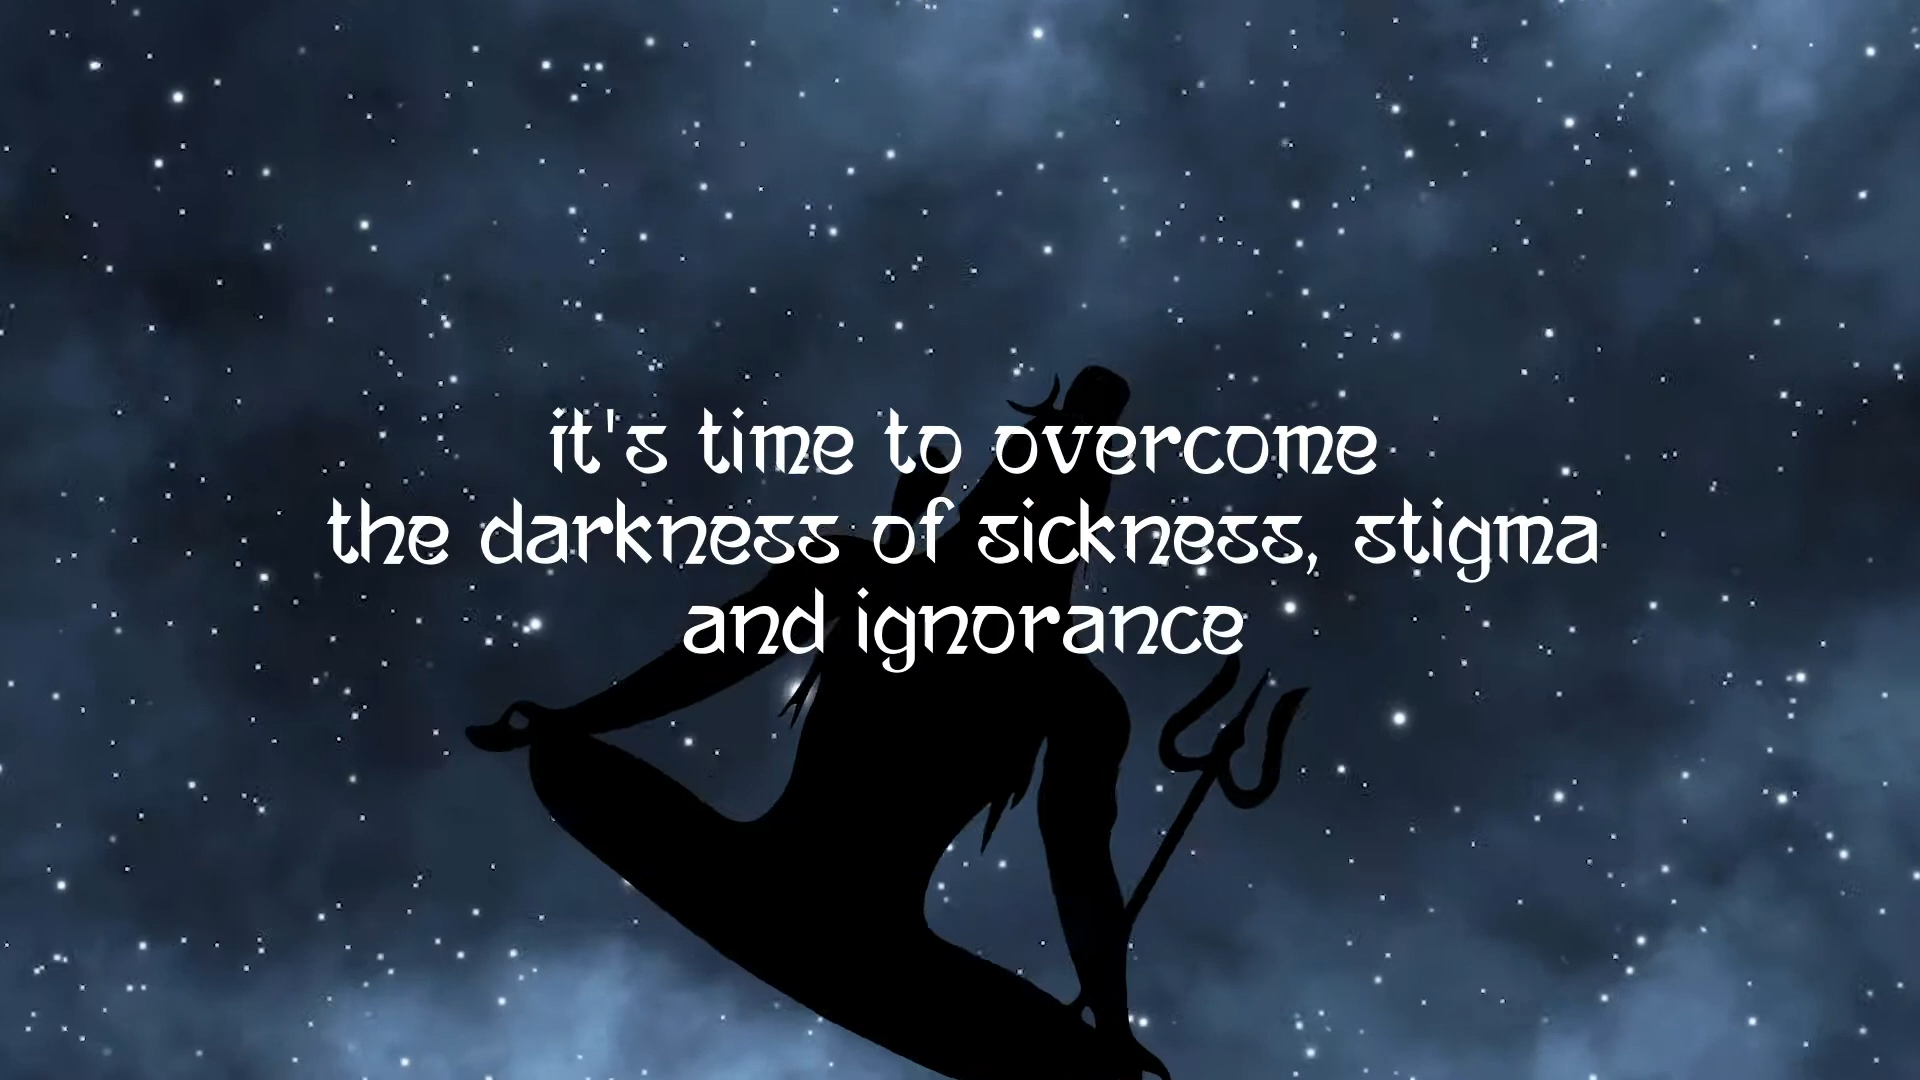 it's time to overcome
the darkness of sickness, stigma
and ignorance